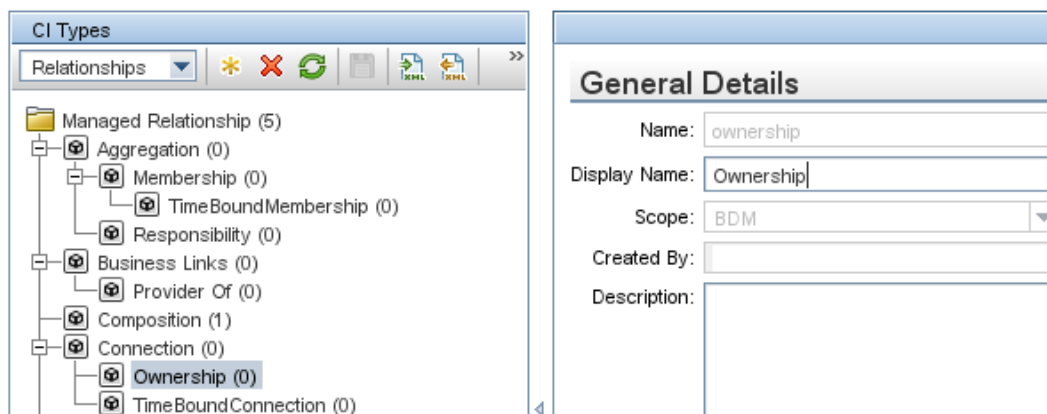 CI Types
Relationships
XML
XML
»
Managed Relationship (5)
Aggregation (0)
Membership (0)
TimeBoundMembership (0)
Responsibility (0)
Business Links (0)
Provider Of (0)
Composition (1)
Connection (0)
Ownership (0)
TimeBoundConnection (0)
General Details
Name: ownership
Display Name: Ownership
Scope: BDM
Created By:
Description: